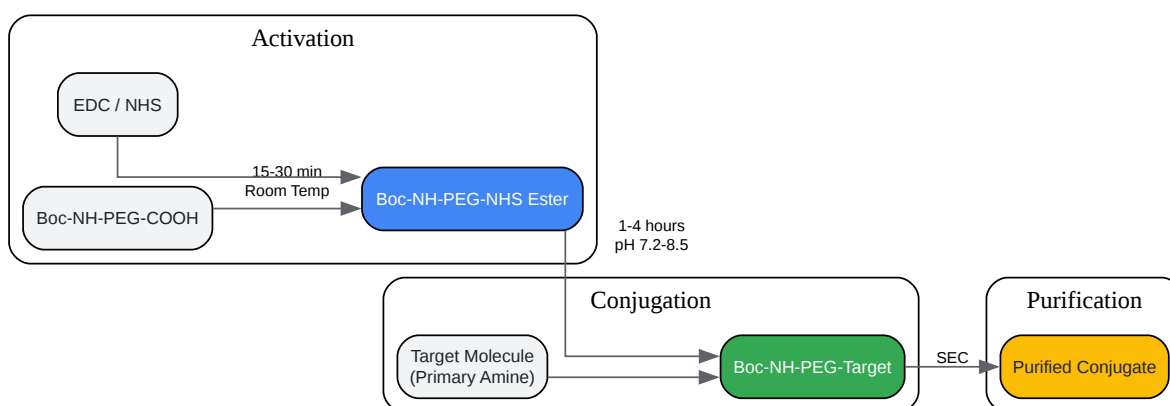 Activation
EDC / NHS
15-30 min
Room Temp
Boc-NH-PEG-COOH
Boc-NH-PEG-NHS Ester
1-4 hours
pH 7.2-8.5
Conjugation
Target Molecule
(Primary Amine)
Boc-NH-PEG-Target
SEC
Purification
Purified Conjugate